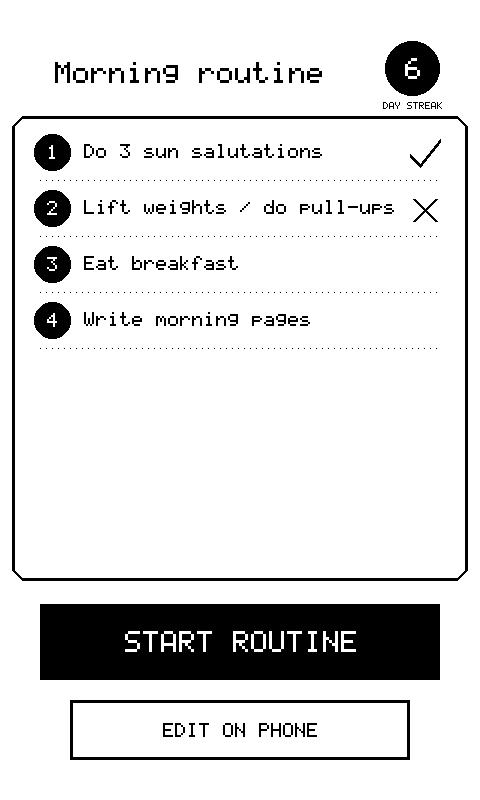 Morning routine
6
DAY STREAK
1 Do 3 sun salutations
2 Lift weights / do pull-ups
3 Eat breakfast
4 Write morning pages
START ROUTINE
EDIT ON PHONE